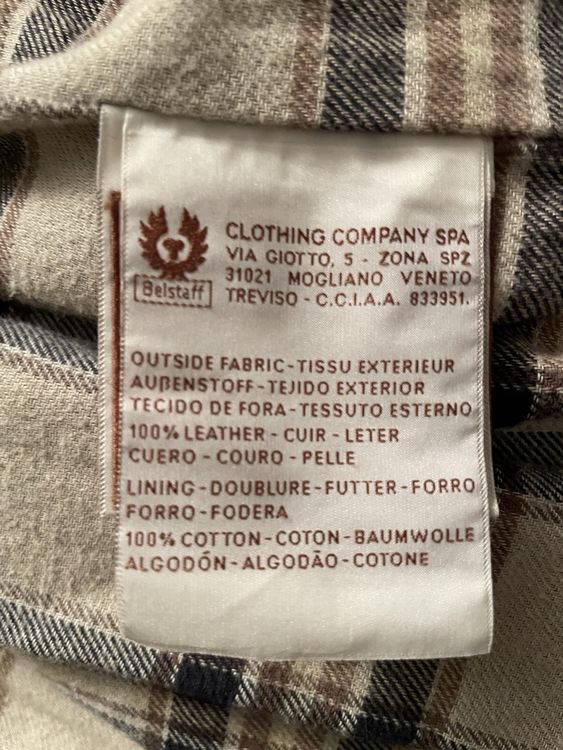 CLOTHING COMPANY SPA
VIA GIOTTO, 5 - ZONA SPZ
31021 MOGLIANO VENETO
TREVISO - C.C.I.A.A. 833951.
Belstaff
OUTSIDE FABRIC-TISSU EXTERIEUR
AUßENSTOFF-TEJIDO EXTERIOR
TECIDO DE FORA-TESSUTO ESTERNO
100% LEATHER - CUIR - LETER
CUERO - COURO - PELLE
LINING-DOUBLURE-FUTTER-FORRO
FORRO-FODERA
100% COTTON-COTON-BAUMWOLLE
ALGODÓN-ALGODÃO-COTONE